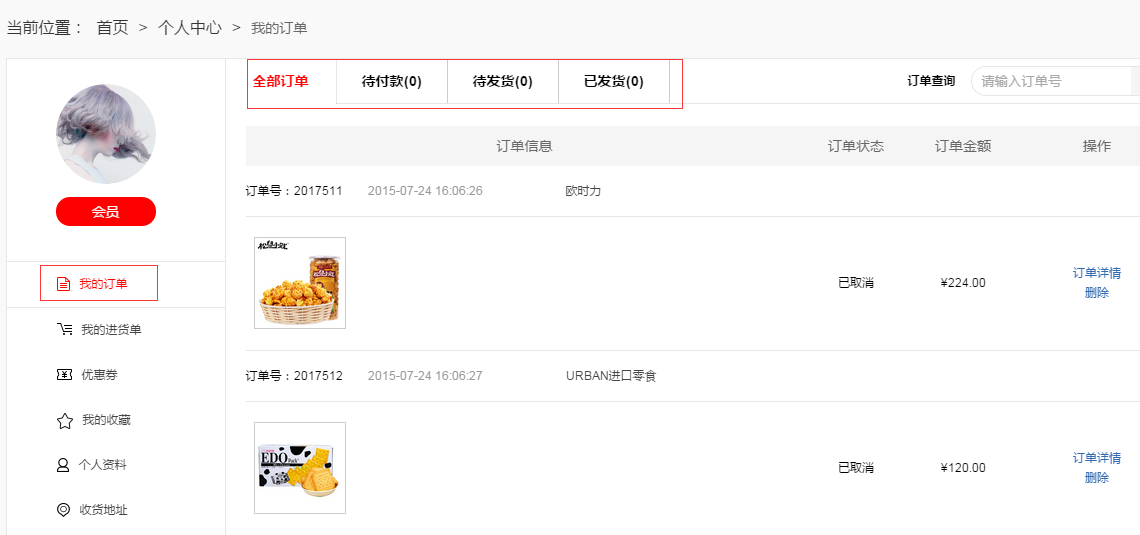 当前位置： 首页 > 个人中心 > 我的订单
全部订单 待付款(0) 待发货(0) 已发货(0) 订单查询 请输入订单号
会员
我的订单
我的进货单
优惠券
我的收藏
个人资料
收货地址
订单信息 订单状态 订单金额 操作
订单号：2017511 2015-07-24 16:06:26 欧时力
已取消 ¥224.00 订单详情
删除
订单号：2017512 2015-07-24 16:06:27 URBAN进口零食
EDO
Pack
已取消 ¥120.00 订单详情
删除